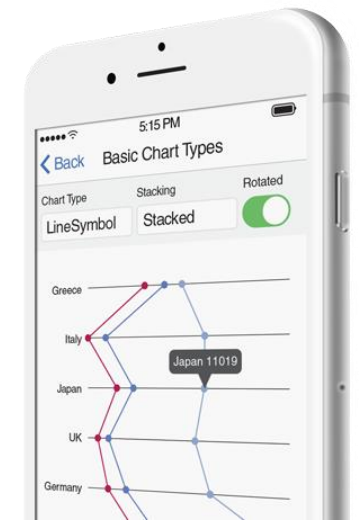 5:15 PM
Back
Basic Chart Types
Chart Type
Stacking
Rotated
LineSymbol
Stacked
Greece
Italy
Japan 11019
Japan
UK
Germany